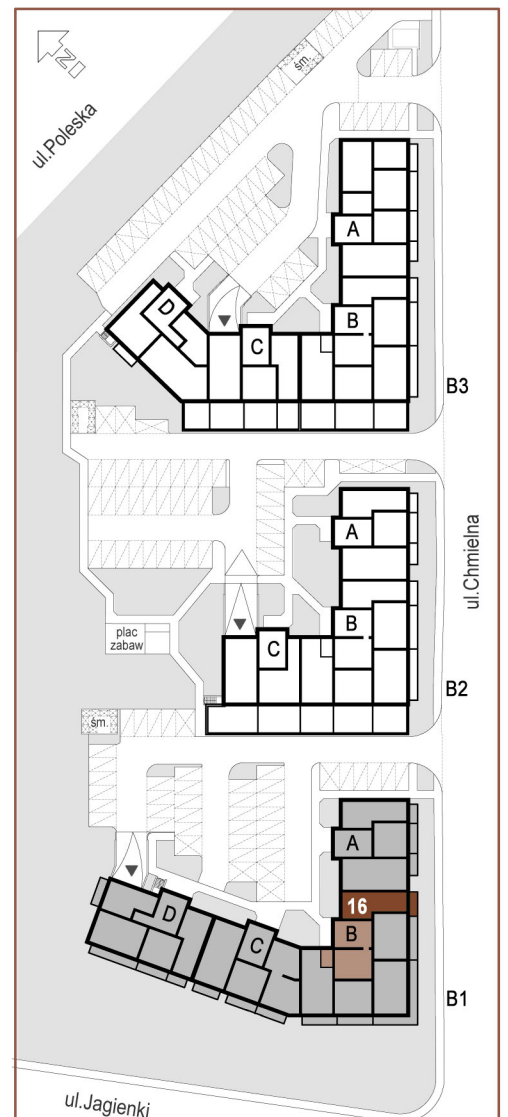 N
ul.Poleska
śm.
A
D
B
C
B3
A
ul.Chmielna
B
C
plac
zabaw
B2
śm.
A
16
D
B
C
B1
ul.Jagienki